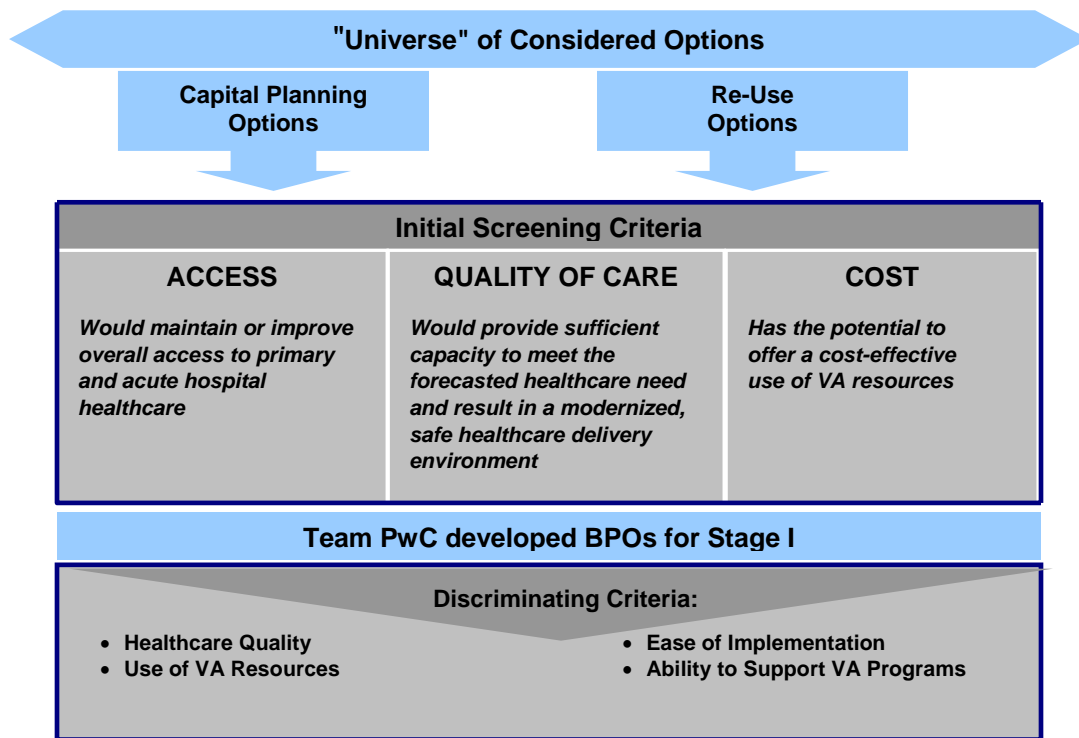 "Universe" of Considered Options
Capital Planning
Options
Re-Use
Options
Initial Screening Criteria
ACCESS
Would maintain or improve
overall access to primary
and acute hospital
healthcare
QUALITY OF CARE
Would provide sufficient
capacity to meet the
forecasted healthcare need
and result in a modernized,
safe healthcare delivery
environment
COST
Has the potential to
offer a cost-effective
use of VA resources
Team PwC developed BPOs for Stage I
Discriminating Criteria:
• Healthcare Quality
• Use of VA Resources
• Ease of Implementation
• Ability to Support VA Programs